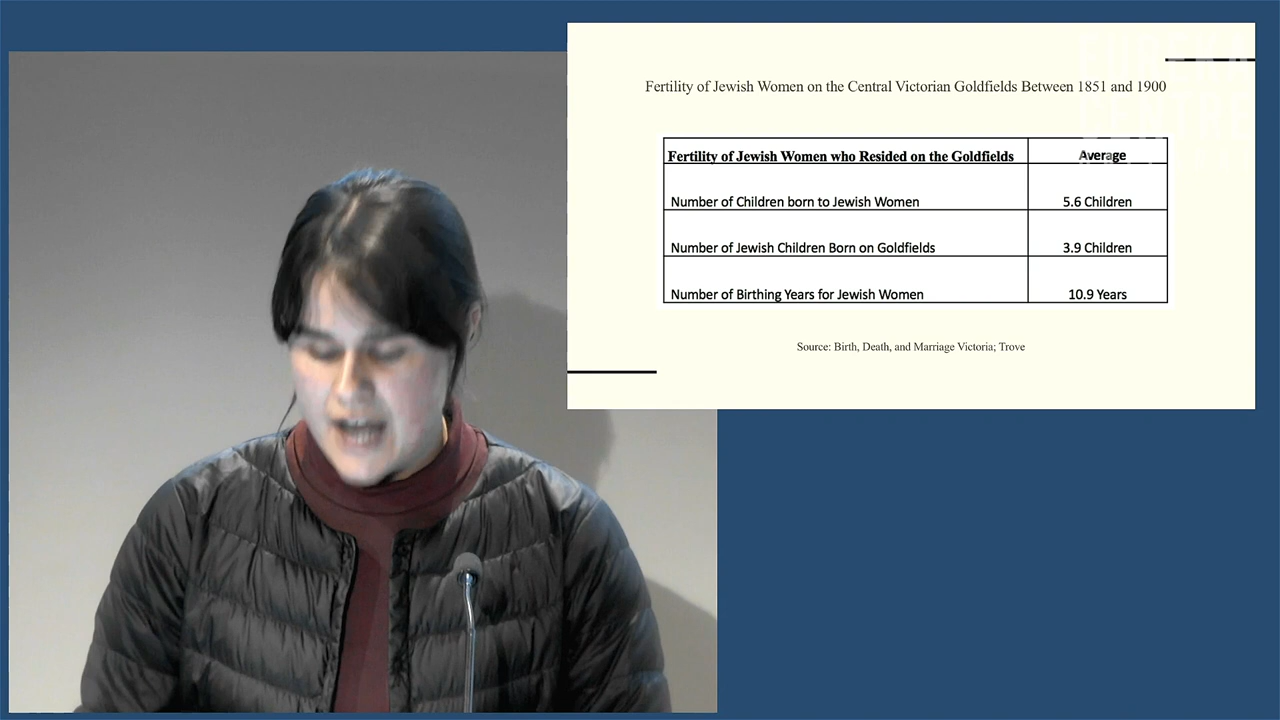 EUREKA
CENTRE
Fertility of Jewish Women on the Central Victorian Goldfields Between 1851 and 1900
Fertility of Jewish Women who Resided on the Goldfields Average
Number of Children born to Jewish Women 5.6 Children
Number of Jewish Children Born on Goldfields 3.9 Children
Number of Birthing Years for Jewish Women 10.9 Years
Source: Birth, Death, and Marriage Victoria; Trove